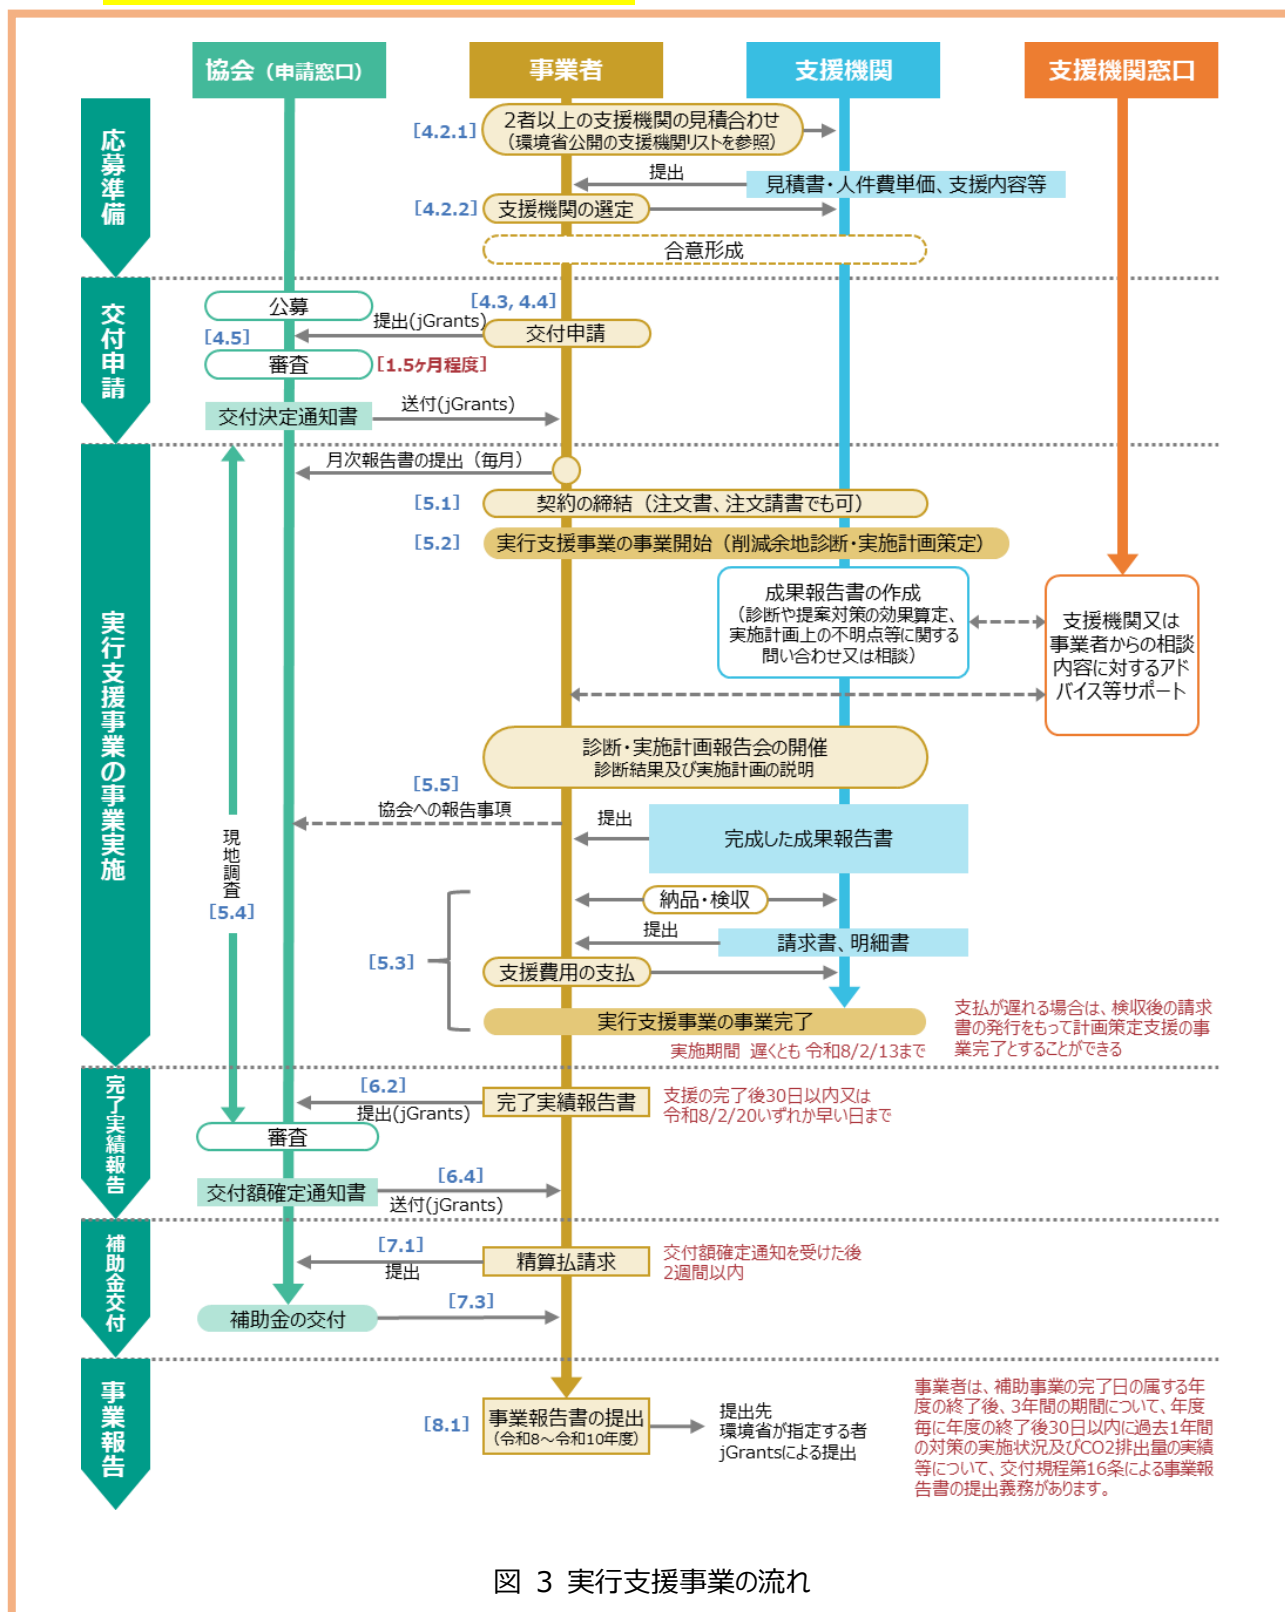 協会（申請窓口）
事業者
支援機関
支援機関窓口
応募準備
[4.2.1]
2者以上の支援機関の見積合わせ
（環境省公開の支援機関リストを参照）
提出
見積書・人件費単価、支援内容等
[4.2.2]
支援機関の選定
合意形成
交付申請
公募
[4.3, 4.4]
提出(jGrants)
[4.5]
交付申請
審査
[1.5ヶ月程度]
交付決定通知書
送付(jGrants)
実行支援事業の事業実施
月次報告書の提出（毎月）
[5.1]
契約の締結（注文書、注文請書でも可）
[5.2]
実行支援事業の事業開始（削減余地診断・実施計画策定）
成果報告書の作成
（診断や提案対策の効果算定、
実施計画上の不明点等に関する
問い合わせ又は相談）
支援機関又は
事業者からの相談
内容に対するアド
バイス等サポート
診断・実施計画報告会の開催
診断結果及び実施計画の説明
[5.5]
協会への報告事項
提出
完成した成果報告書
現地調査
[5.4]
納品・検収
提出
請求書、明細書
[5.3]
支援費用の支払
実行支援事業の事業完了
実施期間 遅くとも 令和8/2/13まで
支払が遅れる場合は、検収後の請求
書の発行をもって計画策定支援の事
業完了とすることができる
完了実績報告
[6.2]
提出(jGrants)
完了実績報告書
支援の完了後30日以内又は
令和8/2/20いずれか早い日まで
審査
交付額確定通知書
[6.4]
送付(jGrants)
補助金交付
[7.1]
提出
精算払請求
交付額確定通知を受けた後
2週間以内
補助金の交付
[7.3]
事業報告
[8.1]
事業報告書の提出
（令和8～令和10年度）
提出先
環境省が指定する者
jGrantsによる提出
事業者は、補助事業の完了日の属する年
度の終了後、3年間の期間について、年度
毎に年度の終了後30日以内に過去1年間
の対策の実施状況及びCO2排出量の実績
等について、交付規程第16条による事業報
告書の提出義務があります。
図 3 実行支援事業の流れ